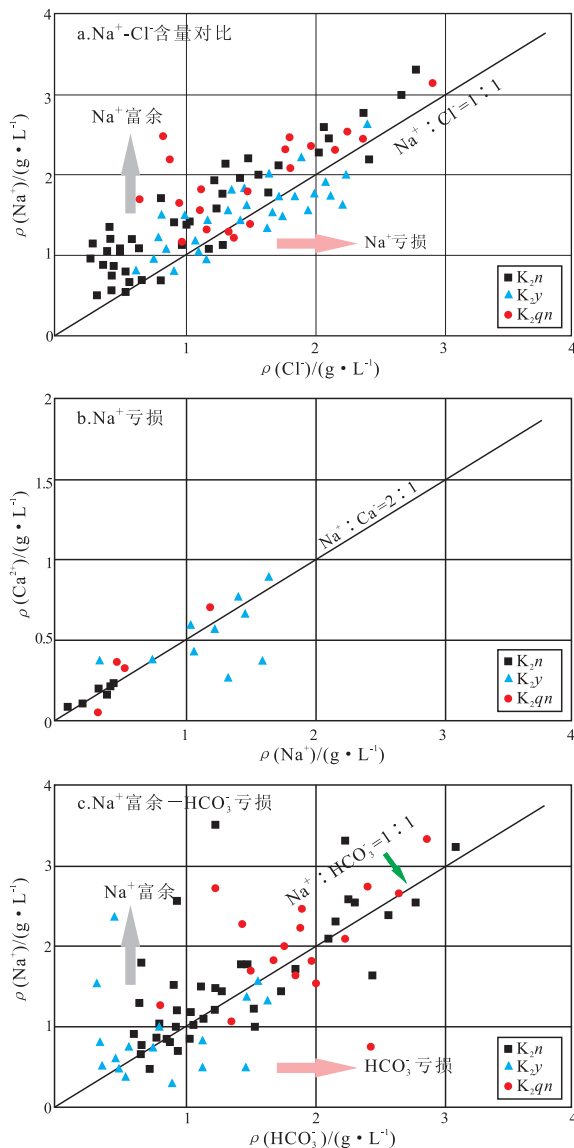 a.Na⁺-Cl⁻含量对比
Na⁺富余
Na⁺：Cl⁻=1：1
Na⁺亏损
K₂n
K₂y
K₂qn
4
3
2
1
0
1
2
3
4
ρ(Na⁺)/(g·L⁻¹)
ρ(Cl⁻)/(g·L⁻¹)
b.Na⁺亏损
Na⁺：Ca⁻=2：1
K₂n
K₂y
K₂qn
2
1.5
1
0.5
0
1
2
3
4
ρ(Ca²⁺)/(g·L⁻¹)
ρ(Na⁺)/(g·L⁻¹)
c.Na⁺富余－HCO₃⁻亏损
Na⁺：HCO₃⁻=1：1
Na⁺富余
HCO₃⁻亏损
K₂n
K₂y
K₂qn
4
3
2
1
0
1
2
3
4
ρ(Na⁺)/(g·L⁻¹)
ρ(HCO₃⁻)/(g·L⁻¹)